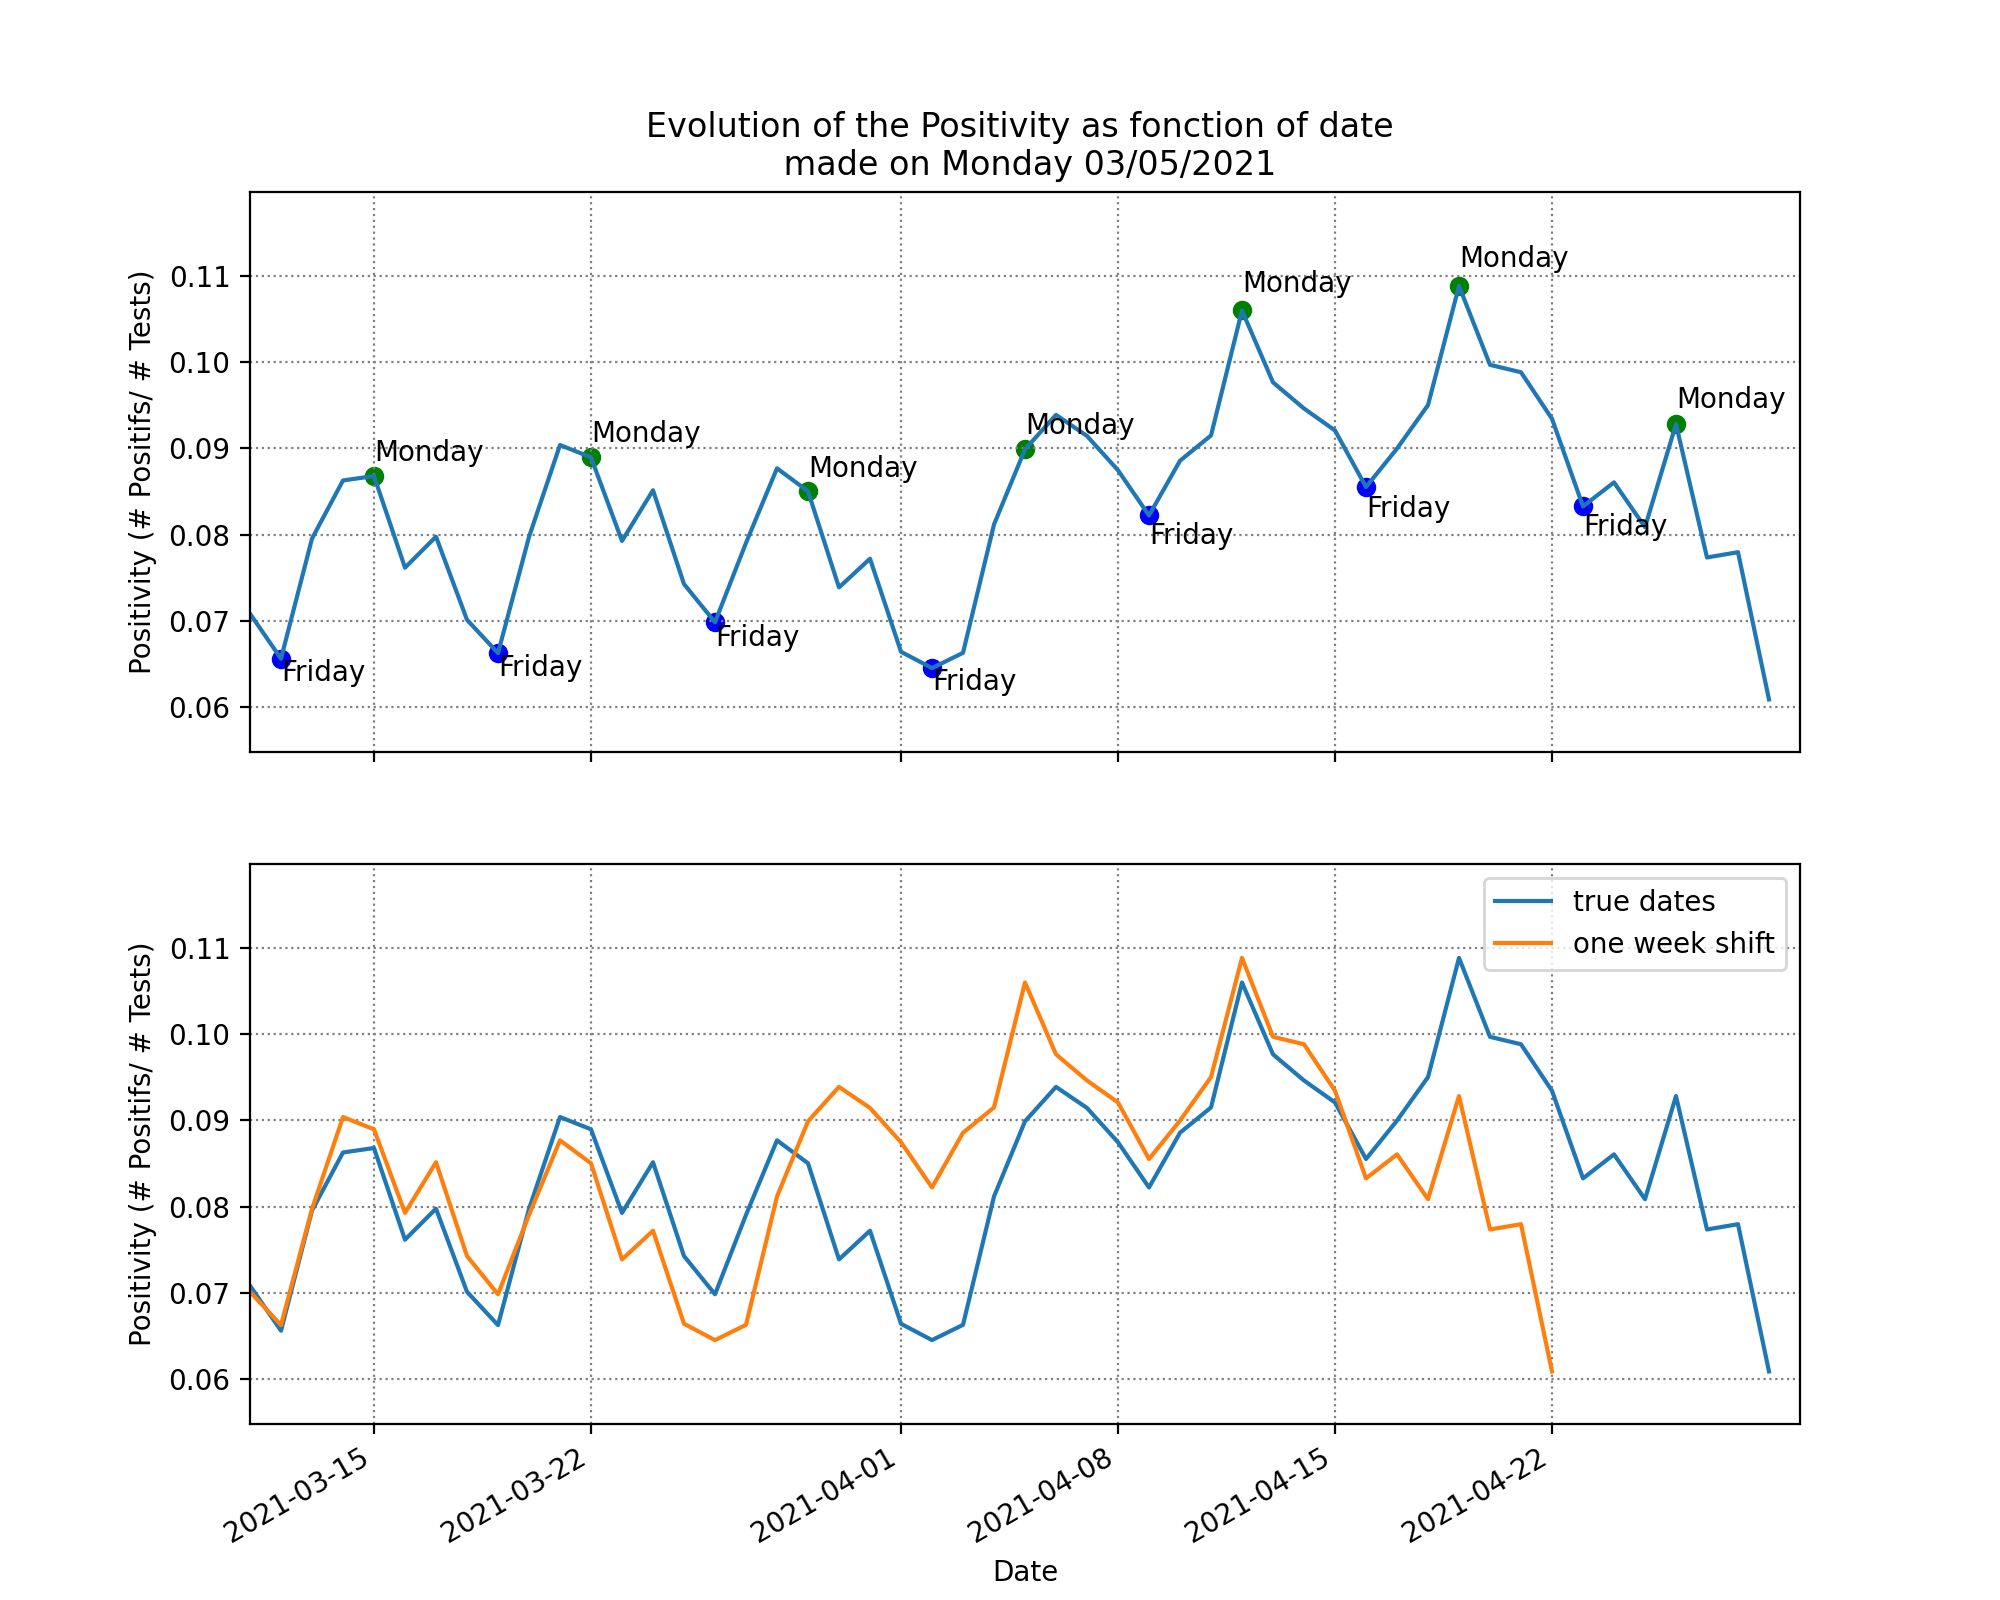 Evolution of the Positivity as fonction of date
made on Monday 03/05/2021
Positivity (# Positifs/ # Tests)
0.11
0.10
0.09
0.08
0.07
0.06
Monday
Monday
Monday
Monday
Monday
Monday
Monday
Friday
Friday
Friday
Friday
Friday
Friday
Friday
true dates
one week shift
Positivity (# Positifs/ # Tests)
0.11
0.10
0.09
0.08
0.07
0.06
2021-03-15
2021-03-22
2021-04-01
2021-04-08
2021-04-15
2021-04-22
Date